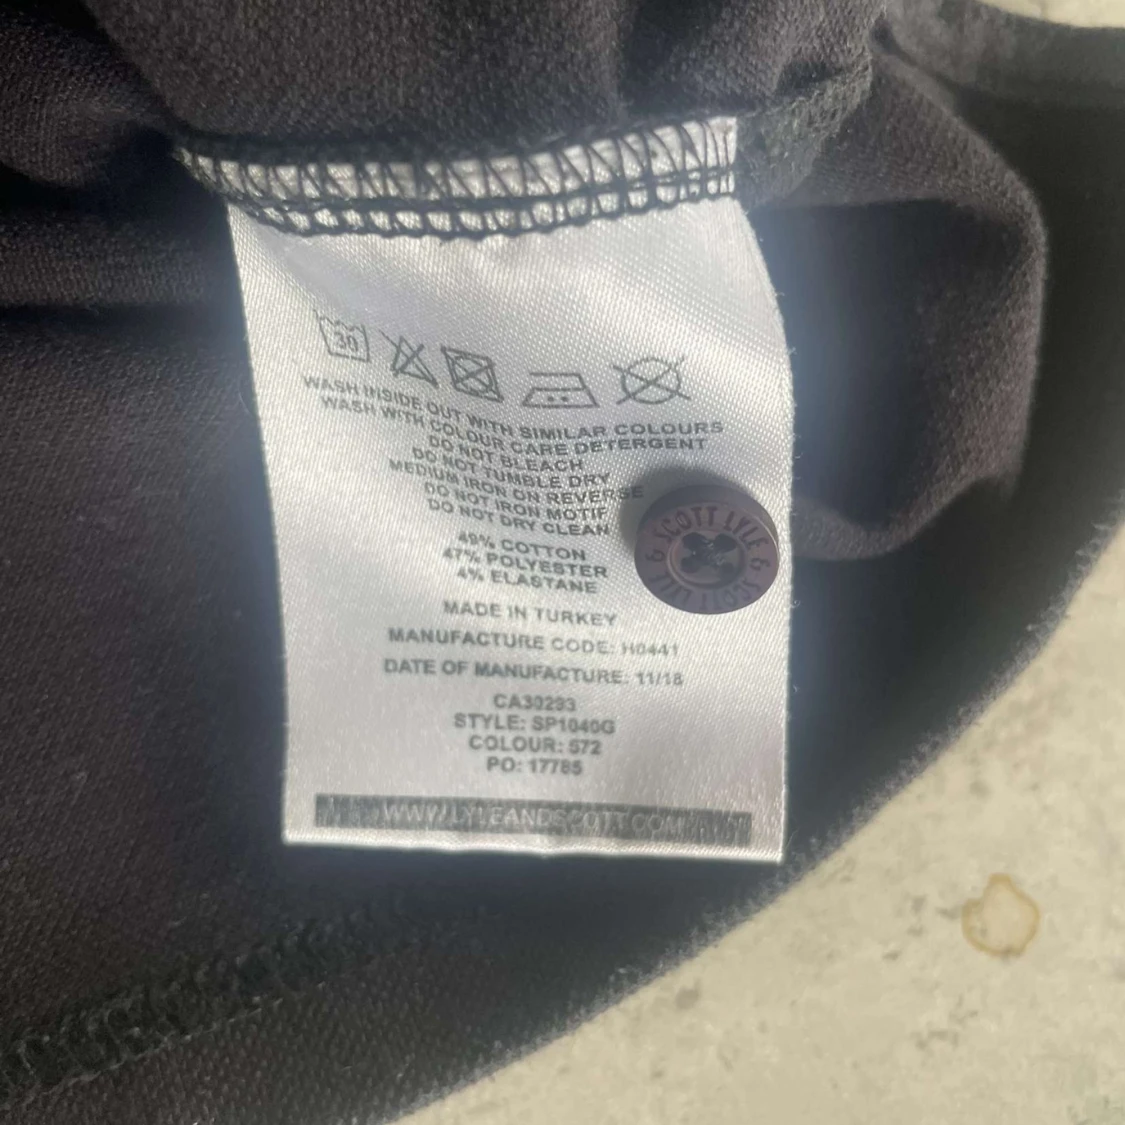 30
WASH INSIDE OUT WITH SIMILAR COLOURS
WASH WITH COLOUR CARE DETERGENT
DO NOT BLEACH
DO NOT TUMBLE DRY
MEDIUM IRON ON REVERSE
DO NOT IRON MOTIF
DO NOT DRY CLEAN
49% COTTON
47% POLYESTER
4% ELASTANE
MADE IN TURKEY
MANUFACTURE CODE: H0441
DATE OF MANUFACTURE: 11/18
CA30293
STYLE: SP1040G
COLOUR: 572
PO: 17785
WWW.LYLEANDSCOTT.COM
& SCOTT LYLE & SCOTT LYLE